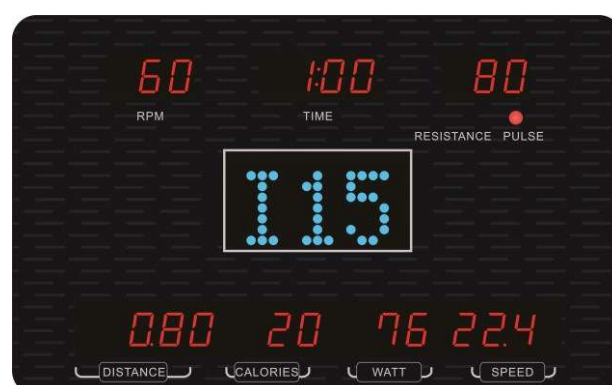 60 1:00 80
RPM TIME
RESISTANCE PULSE
I15
0.80 20 76 22.4
DISTANCE CALORIES WATT SPEED